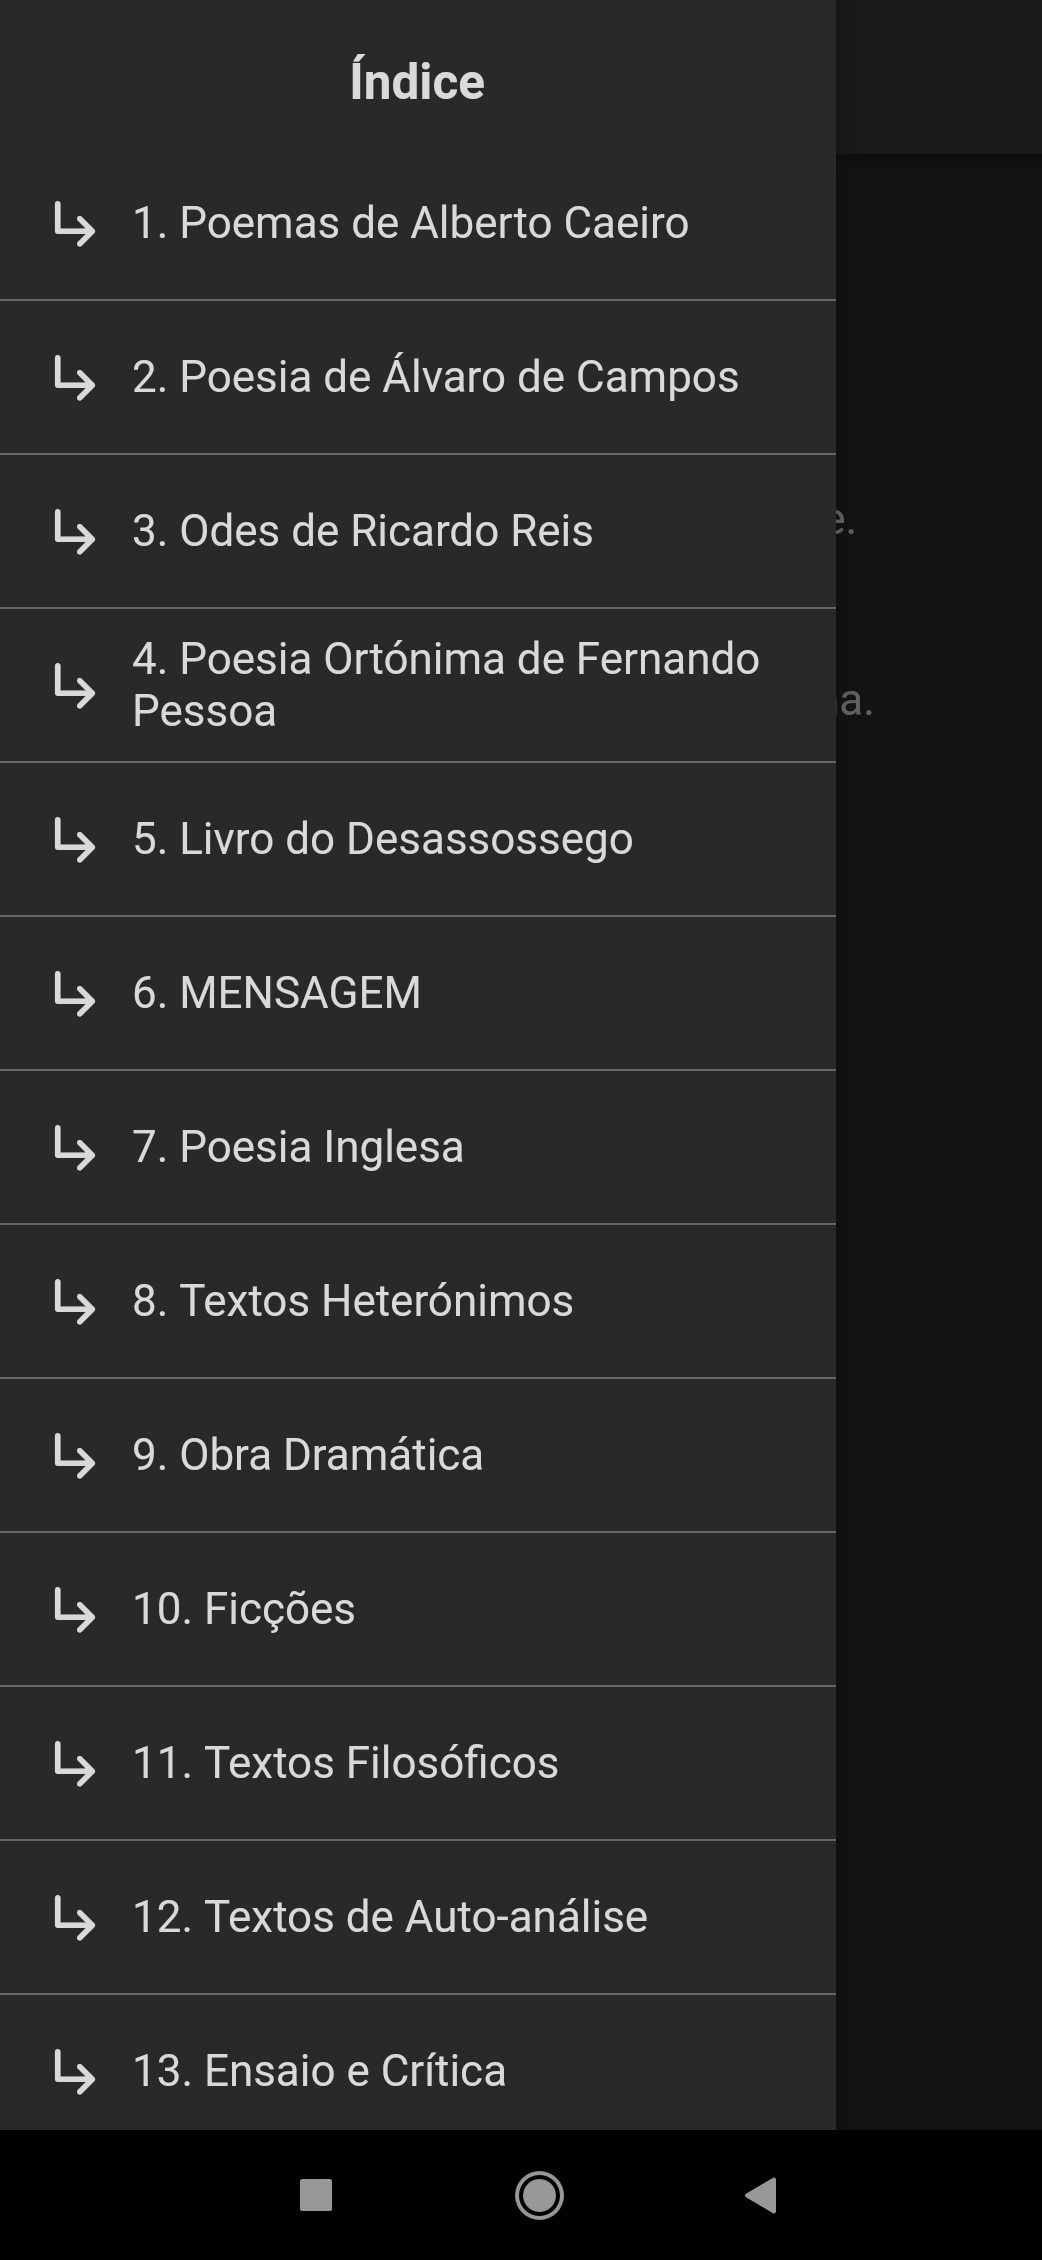 Índice
1. Poemas de Alberto Caeiro
2. Poesia de Álvaro de Campos
3. Odes de Ricardo Reis
4. Poesia Ortónima de Fernando
Pessoa
5. Livro do Desassossego
6. MENSAGEM
7. Poesia Inglesa
8. Textos Heterónimos
9. Obra Dramática
10. Ficções
11. Textos Filosóficos
12. Textos de Auto-análise
13. Ensaio e Crítica